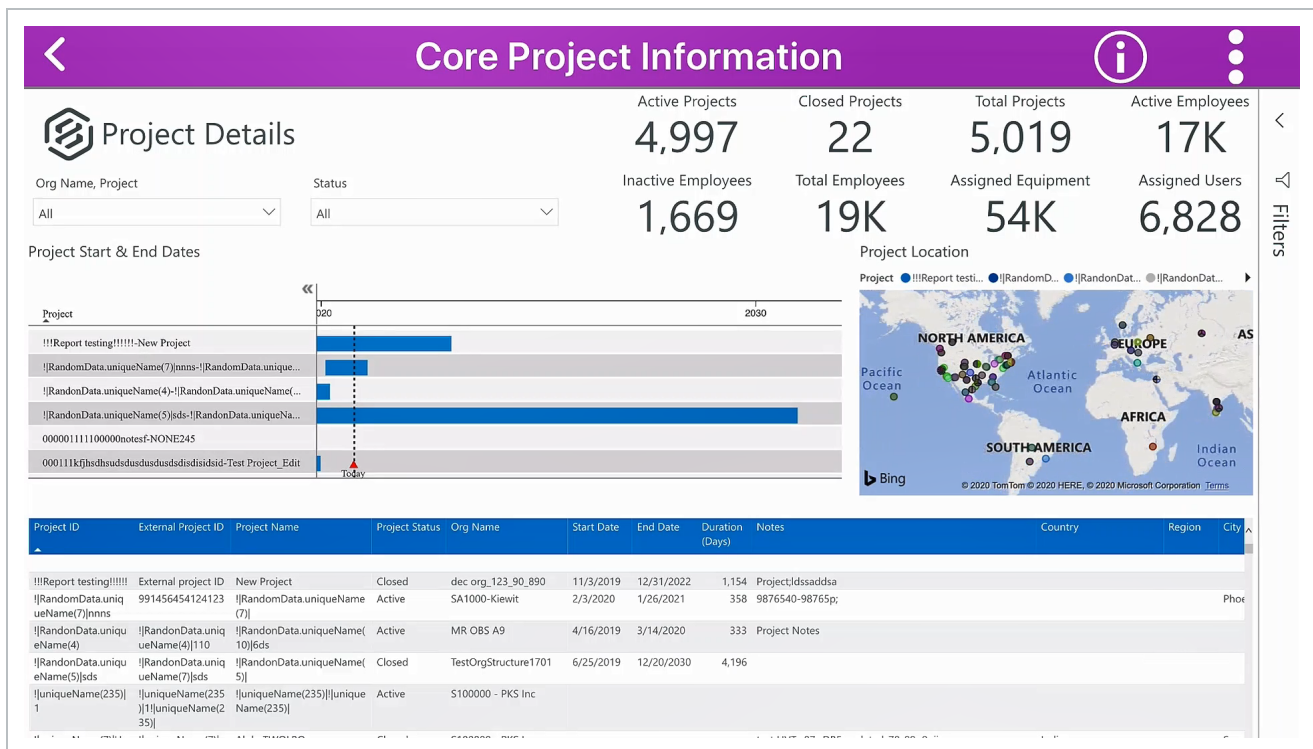 Core Project Information
Project Details
Active Projects
4,997
Closed Projects
22
Total Projects
5,019
Active Employees
17K
Inactive Employees
1,669
Total Employees
19K
Assigned Equipment
54K
Assigned Users
6,828
Filters
Org Name, Project
All
Status
All
Project Start & End Dates
Project
020
2030
!!!Report testing!!!!!!-New Project
!|RandomData.uniqueName(7)|nnns-!|RandomData.unique...
!|RandonData.uniqueName(4)-!|RandonData.uniqueName(...
!|RandonData.uniqueName(5)|sds-!|RandonData.uniqueNa...
000001111100000notesf-NONE245
000111kfjhsdhsudsdusdusdusdsdisdisidsid-Test Project_Edit
Today
Project Location
Project !!!Report testi... !|RandomD... !|RandonDat... !|RandonDat...
NORTH AMERICA
EUROPE
AS
Pacific
Ocean
Atlantic
Ocean
AFRICA
SOUTH AMERICA
Indian
Ocean
Bing
© 2020 TomTom © 2020 HERE, © 2020 Microsoft Corporation Terms
Project ID External Project ID Project Name Project Status Org Name Start Date End Date Duration Notes Country Region City
(Days)
!!!Report testing!!!!!! External project ID New Project Closed dec org_123_90_890 11/3/2019 12/31/2022 1,154 Project;ldssaddsa
!|RandomData.uniq 991456454124123 !|RandomData.uniqueName Active SA1000-Kiewit 2/3/2020 1/26/2021 358 9876540-98765p; Phoe
ueName(7)|nnns (7)|
!|RandonData.uniqu !|RandonData.uniq !|RandonData.uniqueName( Active MR OBS A9 4/16/2019 3/14/2020 333 Project Notes
eName(4) ueName(4)|110 10)|6ds
!|RandonData.uniqu !|RandonData.uniq !|RandonData.uniqueName( Closed TestOrgStructure1701 6/25/2019 12/20/2030 4,196
eName(5)|sds ueName(7)|sds 5)|
!|uniqueName(235)| !|uniqueName(235 !|uniqueName(235)|!|unique Active S100000 - PKS Inc
1 )|1!|uniqueName(2 Name(235)|
35)|